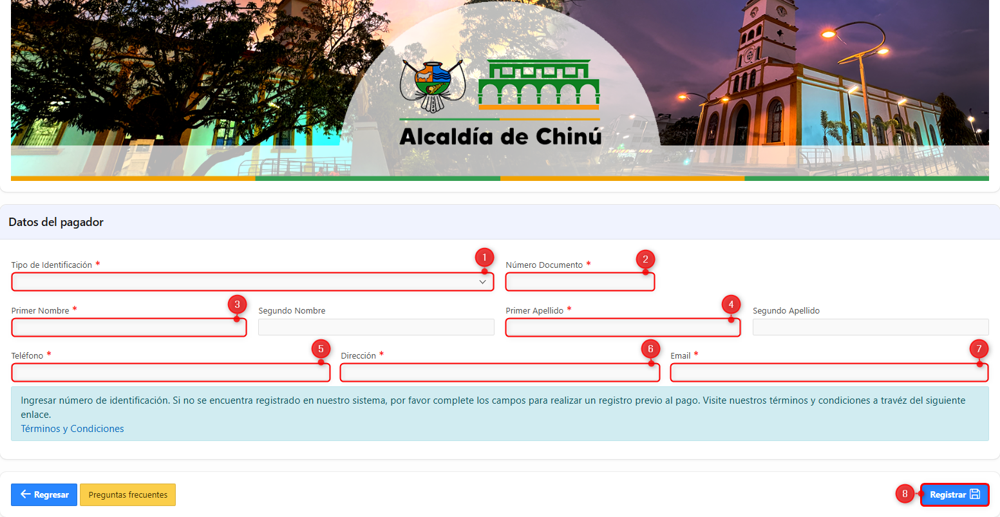 Alcaldía de Chinú
Datos del pagador
Tipo de Identificación *
1
Número Documento *
2
Primer Nombre *
3
Segundo Nombre
Primer Apellido *
4
Segundo Apellido
Teléfono *
5
Dirección *
6
Email *
7
Ingresar número de identificación. Si no se encuentra registrado en nuestro sistema, por favor complete los campos para realizar un registro previo al pago. Visite nuestros términos y condiciones a travéz del siguiente
enlace.
Términos y Condiciones
Regresar
Preguntas frecuentes
8
Registrar